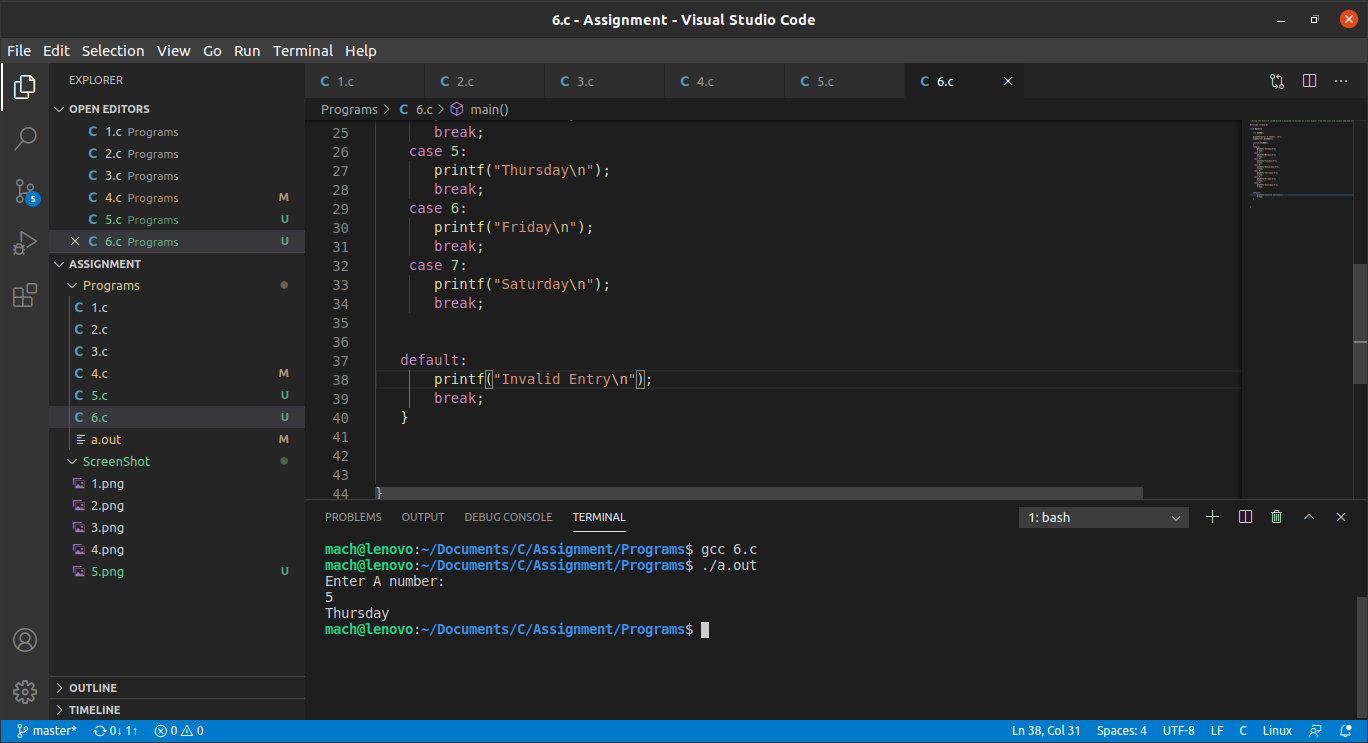 6.c - Assignment - Visual Studio Code
File Edit Selection View Go Run Terminal Help
EXPLORER
OPEN EDITORS
C 1.c Programs
C 2.c Programs
C 3.c Programs
C 4.c Programs M
C 5.c Programs U
C 6.c Programs U
ASSIGNMENT
Programs
C 1.c
C 2.c
C 3.c
C 4.c M
C 5.c U
C 6.c U
a.out M
ScreenShot
1.png
2.png
3.png
4.png
5.png U
OUTLINE
TIMELINE
5
C 1.c C 2.c C 3.c C 4.c C 5.c C 6.c
Programs > C 6.c > main()
25 break;
26 case 5:
27 printf("Thursday\n");
28 break;
29 case 6:
30 printf("Friday\n");
31 break;
32 case 7:
33 printf("Saturday\n");
34 break;
35
36
37 default:
38 printf("Invalid Entry\n");
39 break;
40 }
41
42
43
44 }
PROBLEMS OUTPUT DEBUG CONSOLE TERMINAL 1: bash
mach@lenovo:~/Documents/C/Assignment/Programs$ gcc 6.c
mach@lenovo:~/Documents/C/Assignment/Programs$ ./a.out
Enter A number:
5
Thursday
mach@lenovo:~/Documents/C/Assignment/Programs$
master* 0↓ 1↑ 0 0 Ln 38, Col 31 Spaces: 4 UTF-8 LF C Linux